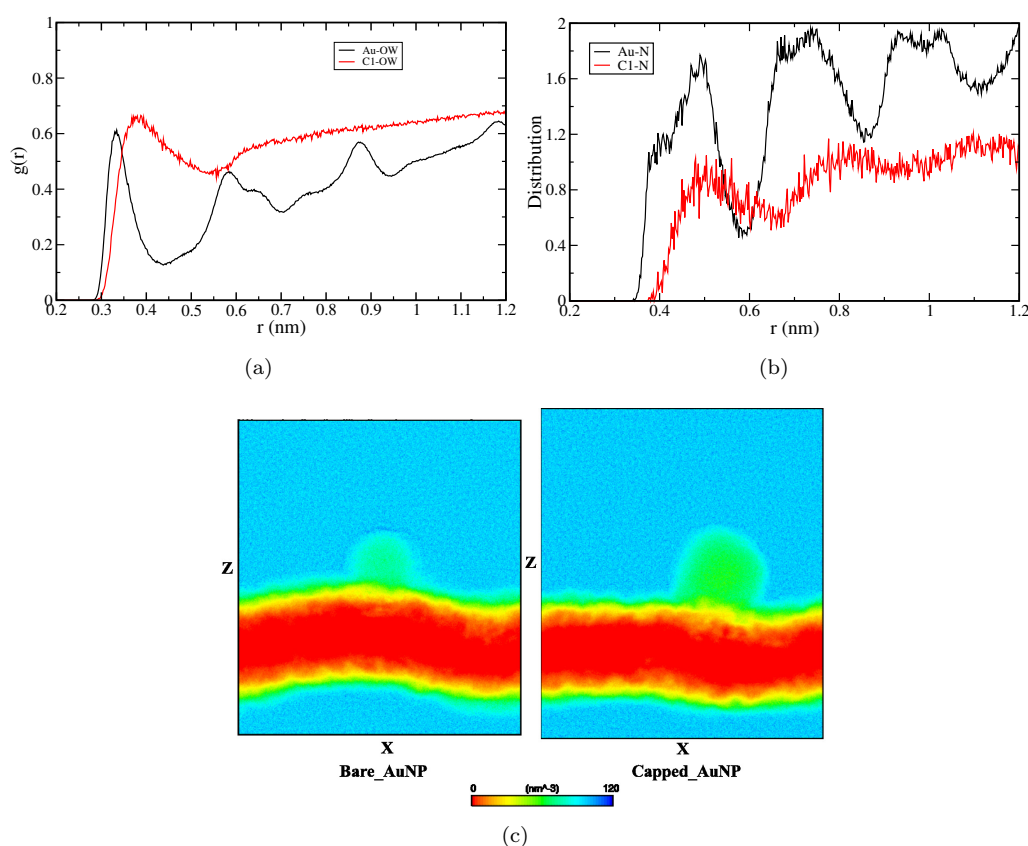 1
0.8
0.6
0.4
0.2
0
g(r)
Au-OW
C1-OW
0.2 0.3 0.4 0.5 0.6 0.7 0.8 0.9 1 1.1 1.2
r (nm)
(a)
2
1.6
1.2
0.8
0.4
0
Distribution
Au-N
C1-N
0.2 0.4 0.6 0.8 1 1.2
r (nm)
(b)
Z
X
Bare_AuNP
Z
X
Capped_AuNP
0 (nm^-3) 120
(c)